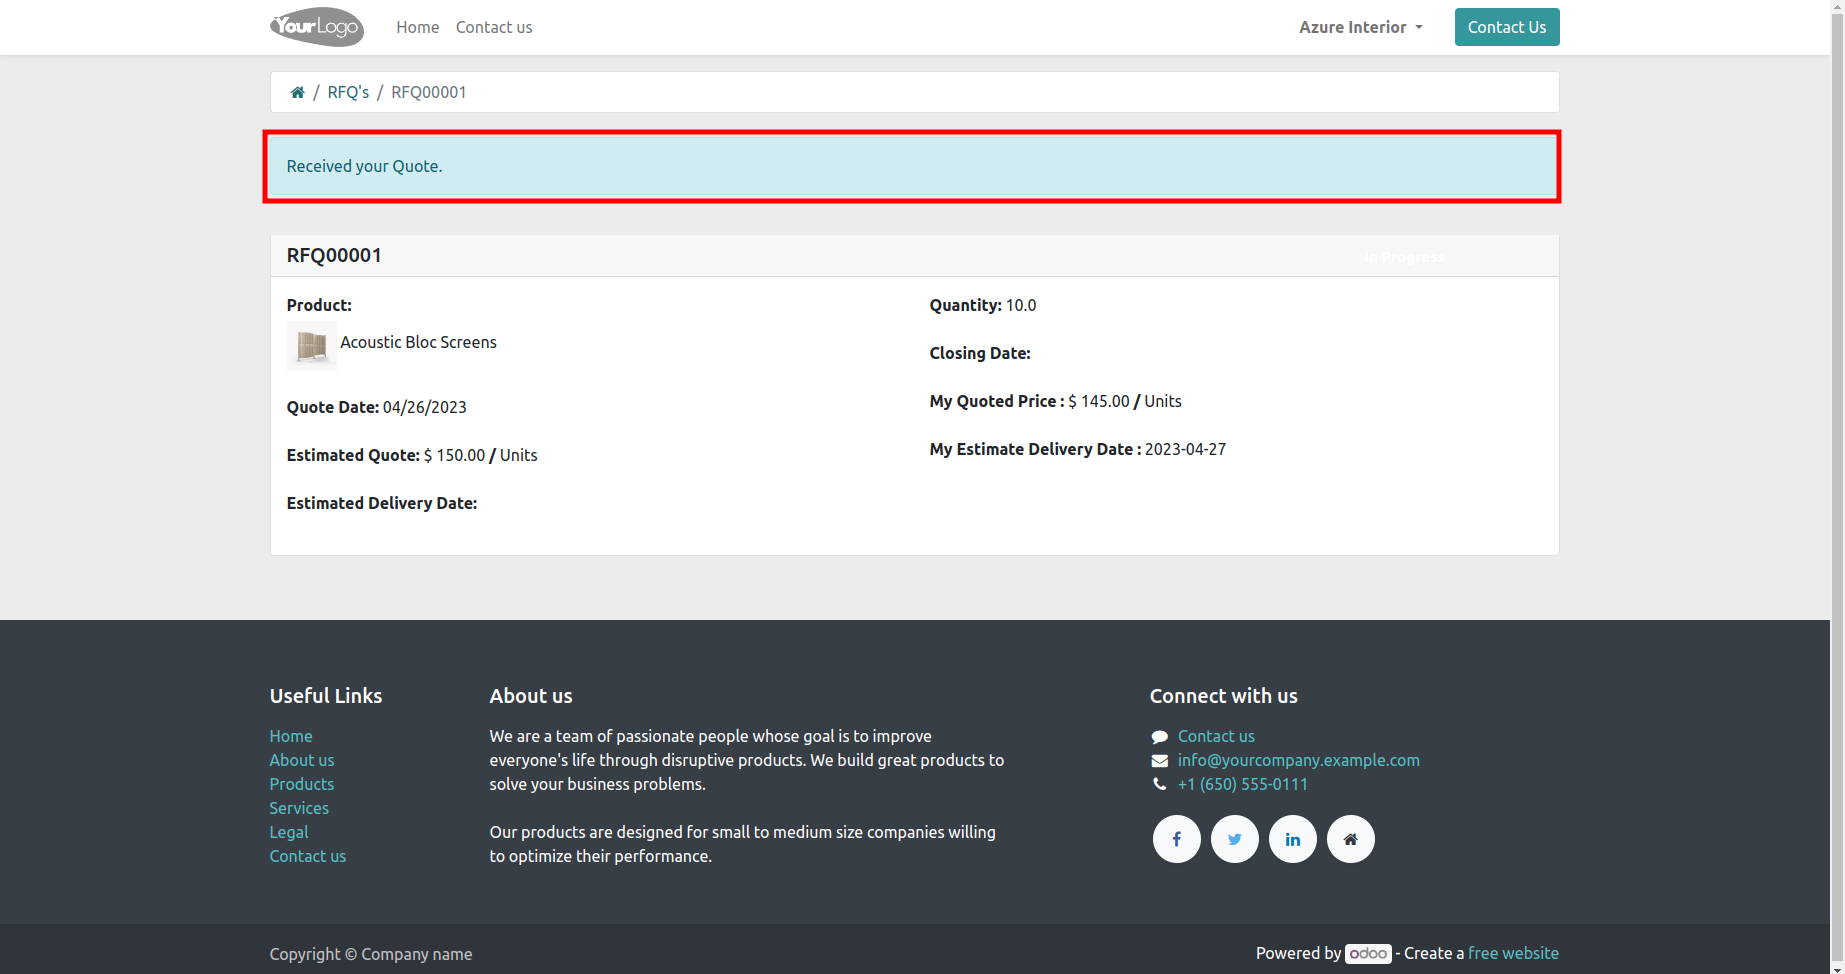 YourLogo Home Contact us Azure Interior Contact Us
/ RFQ's / RFQ00001
Received your Quote.
RFQ00001 In Progress
Product: Quantity: 10.0
Acoustic Bloc Screens
Closing Date:
Quote Date: 04/26/2023 My Quoted Price : $ 145.00 / Units
Estimated Quote: $ 150.00 / Units My Estimate Delivery Date : 2023-04-27
Estimated Delivery Date:
Useful Links
Home
About us
Products
Services
Legal
Contact us
About us
We are a team of passionate people whose goal is to improve
everyone's life through disruptive products. We build great products to
solve your business problems.
Our products are designed for small to medium size companies willing
to optimize their performance.
Connect with us
Contact us
info@yourcompany.example.com
+1 (650) 555-0111
Copyright © Company name Powered by odoo - Create a free website